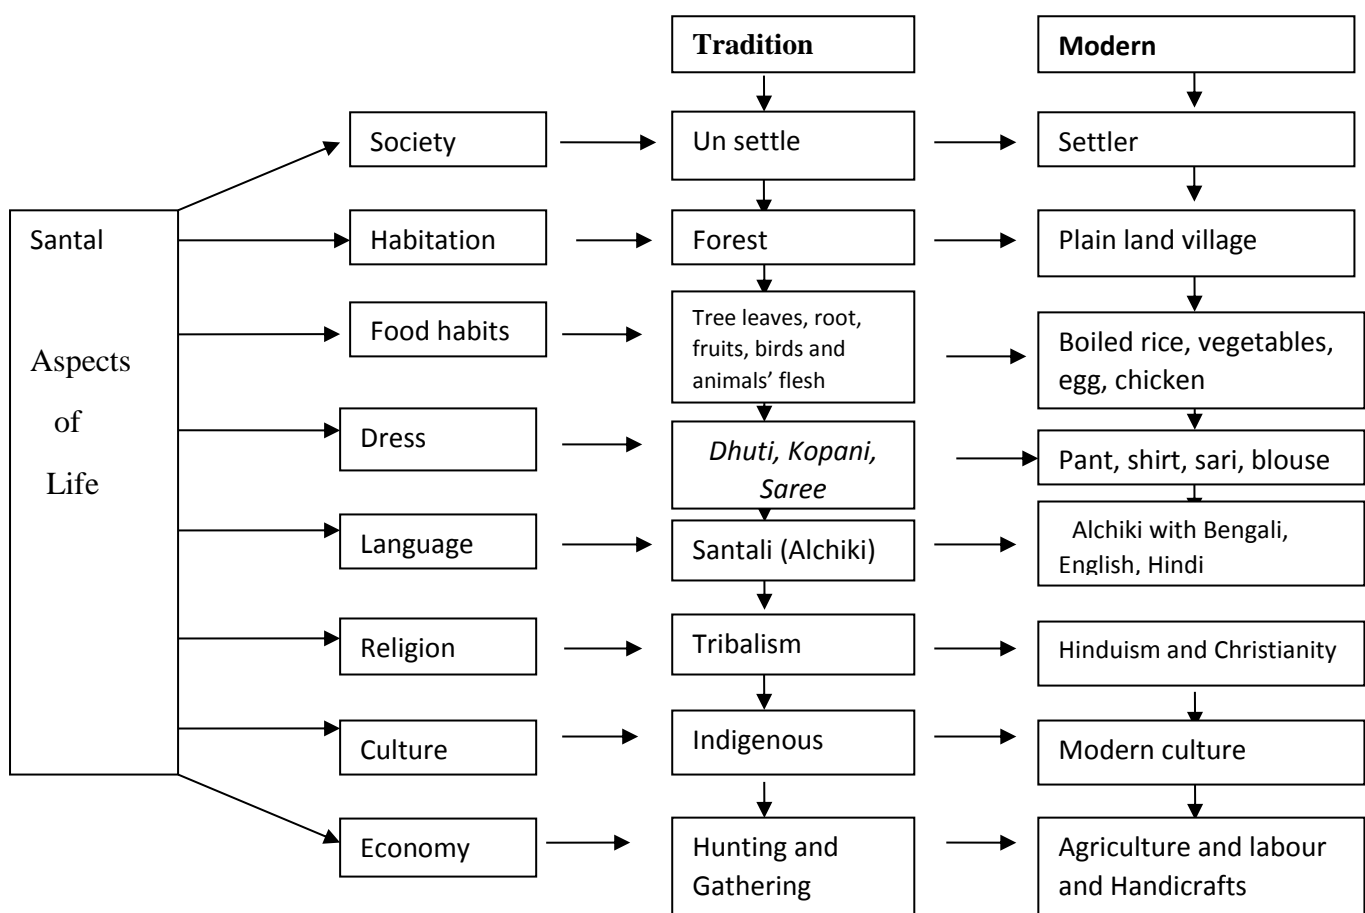 Tradition
Modern
Society
Un settle
Settler
Santal
Aspects
of
Life
Habitation
Forest
Plain land village
Food habits
Tree leaves, root,
fruits, birds and
animals’ flesh
Boiled rice, vegetables,
egg, chicken
Dress
Dhuti, Kopani,
Saree
Pant, shirt, sari, blouse
Language
Santali (Alchiki)
Alchiki with Bengali,
English, Hindi
Religion
Tribalism
Hinduism and Christianity
Culture
Indigenous
Modern culture
Economy
Hunting and
Gathering
Agriculture and labour
and Handicrafts